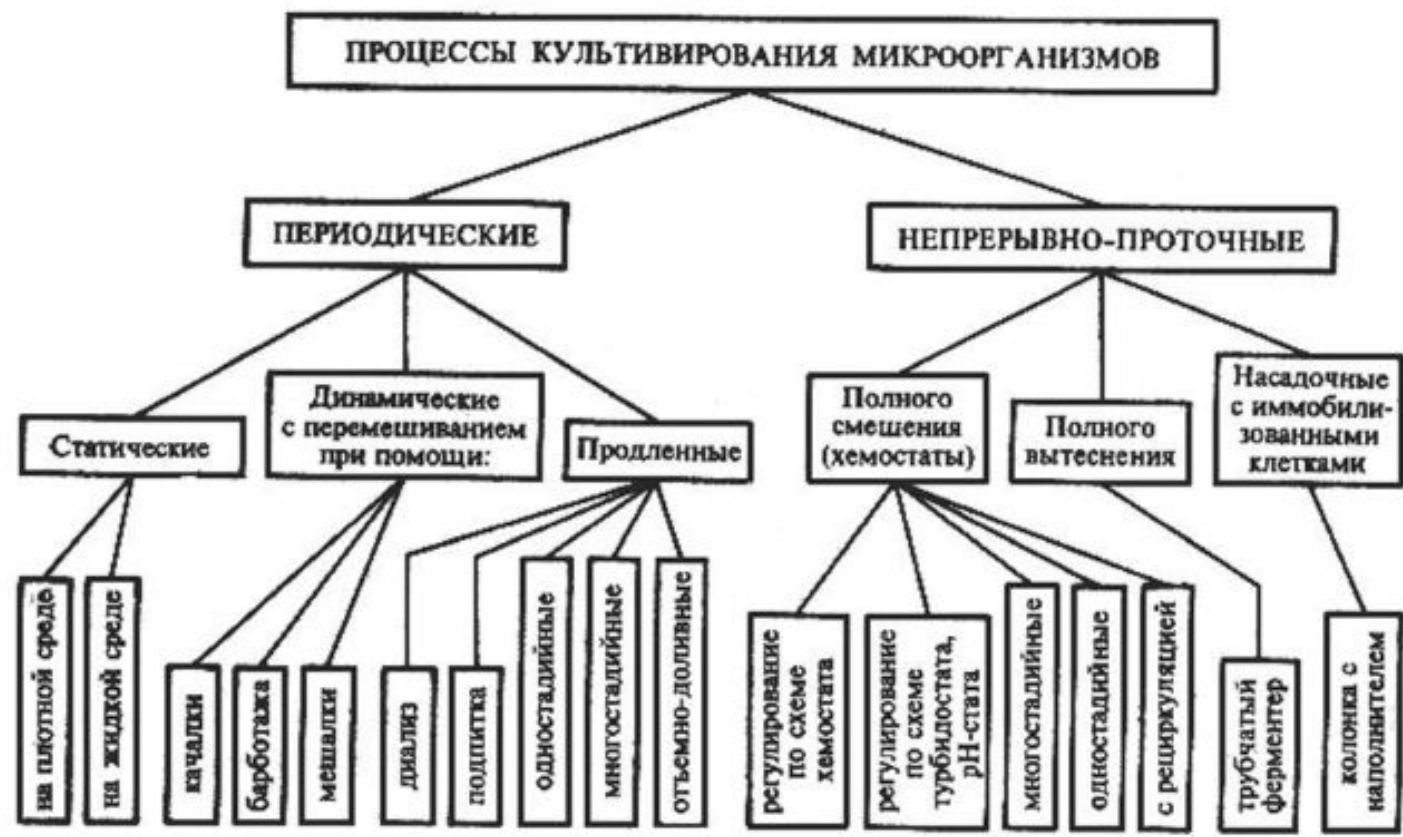 ПРОЦЕССЫ КУЛЬТИВИРОВАНИЯ МИКРООРГАНИЗМОВ
ПЕРИОДИЧЕСКИЕ
НЕПРЕРЫВНО-ПРОТОЧНЫЕ
Статические
Динамические
с перемешиванием
при помощи:
Продленные
Полного
смешения
(хемостаты)
Полного
вытеснения
Насадочные
с иммобили-
зованными
клетками
на плотной среде
на жидкой среде
качалки
барботажа
мешалки
диализ
подпитка
одностадийные
многостадийные
отъемно-доливные
регулирование
по схеме
хемостата
регулирование
по схеме
турбидостата,
рН-стата
многостадийные
одностадийные
с рециркуляцией
трубчатый
ферментер
колонка с
наполнителем